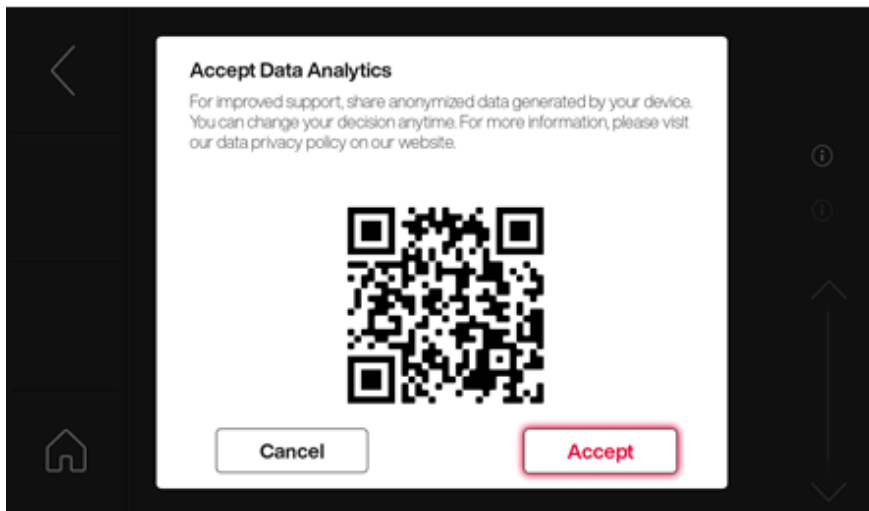 Accept Data Analytics
For improved support, share anonymized data generated by your device.
You can change your decision anytime. For more information, please visit
our data privacy policy on our website.
Cancel
Accept